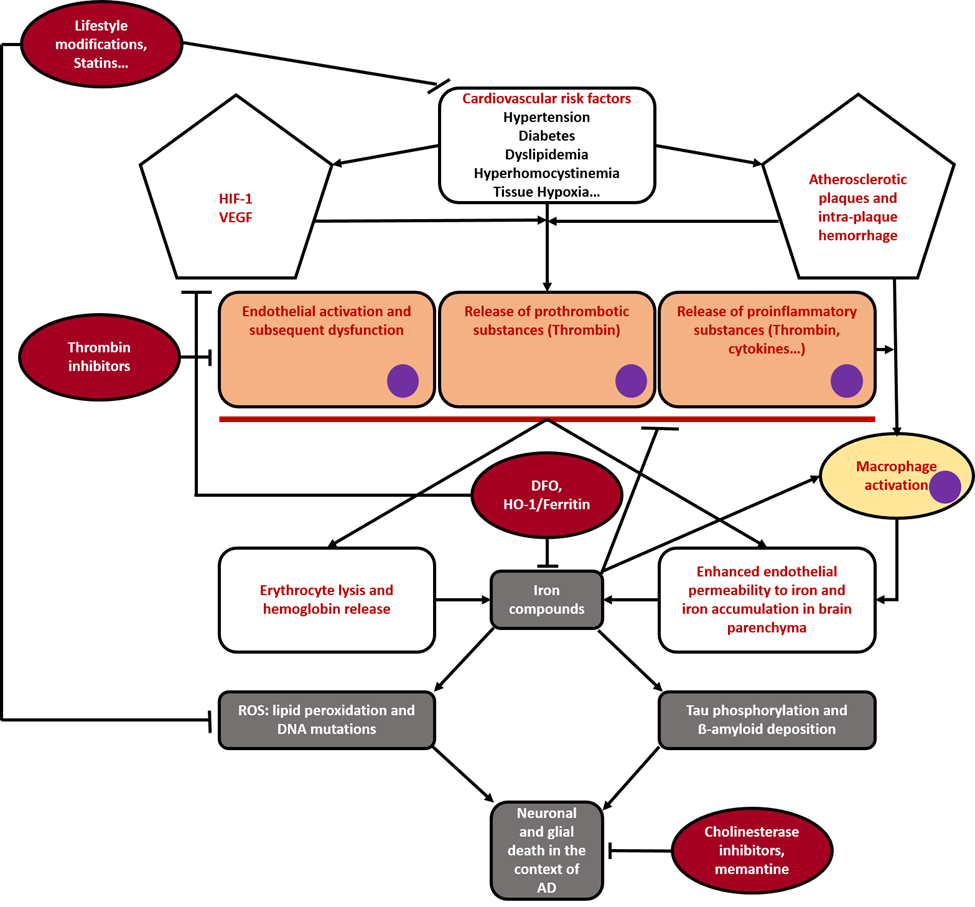 Lifestyle
modifications,
Statins...
Cardiovascular risk factors
Hypertension
Diabetes
Dyslipidemia
Hyperhomocystinemia
Tissue Hypoxia...
HIF-1
VEGF
Atherosclerotic
plaques and
intra-plaque
hemorrhage
Endothelial activation and
subsequent dysfunction
Release of prothrombotic
substances (Thrombin)
Release of proinflammatory
substances (Thrombin,
cytokines...)
Thrombin
inhibitors
Macrophage
activation
DFO,
HO-1/Ferritin
Erythrocyte lysis and
hemoglobin release
Iron
compounds
Enhanced endothelial
permeability to iron and
iron accumulation in brain
parenchyma
ROS: lipid peroxidation and
DNA mutations
Tau phosphorylation and
ß-amyloid deposition
Neuronal
and glial
death in the
context of
AD
Cholinesterase
inhibitors,
memantine